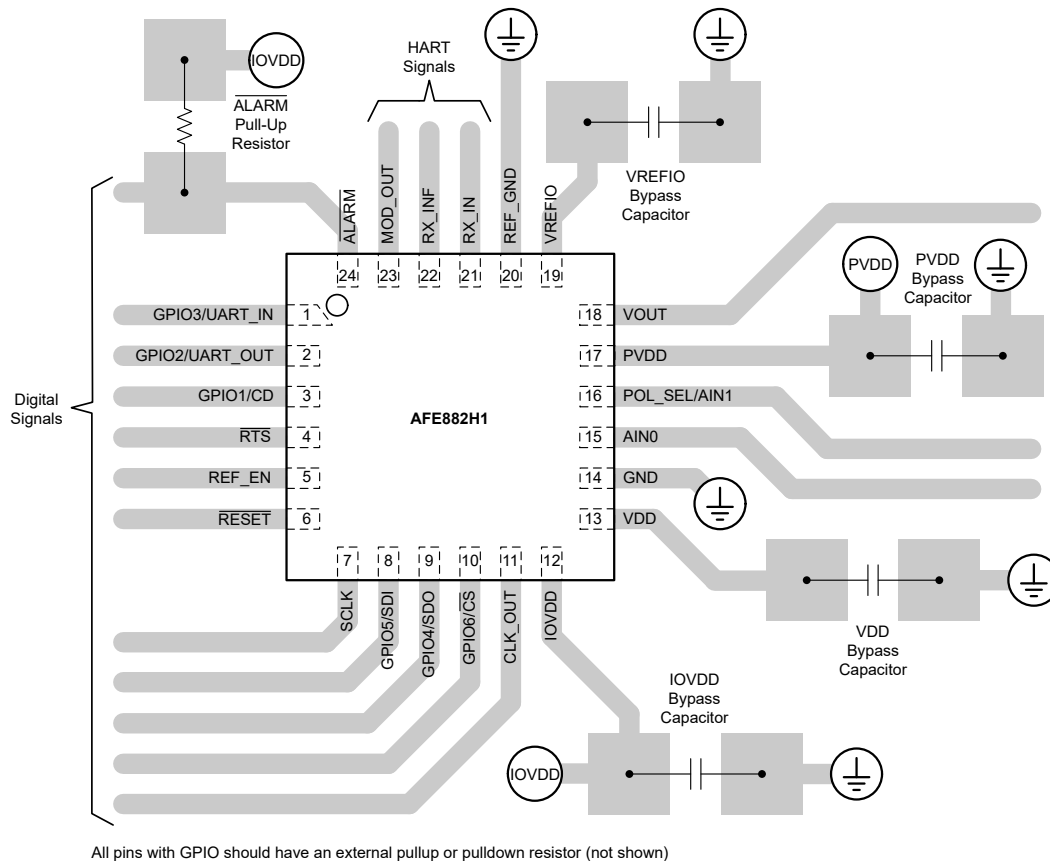 IOVDD
ALARM
Pull-Up
Resistor
HART
Signals
VREFIO
Bypass
Capacitor
ALARM
MOD_OUT
RX_INF
RX_IN
REF_GND
VREFIO
24
23
22
21
20
19
PVDD
PVDD
Bypass
Capacitor
Digital
Signals
GPIO3/UART_IN
1
GPIO2/UART_OUT
2
GPIO1/CD
3
RTS
4
REF_EN
5
RESET
6
AFE882H1
18
VOUT
17
PVDD
16
POL_SEL/AIN1
15
AIN0
14
GND
13
VDD
7
8
9
10
11
12
SCLK
GPIO5/SDI
GPIO4/SDO
GPIO6/CS
CLK_OUT
IOVDD
VDD
Bypass
Capacitor
IOVDD
Bypass
Capacitor
IOVDD
All pins with GPIO should have an external pullup or pulldown resistor (not shown)